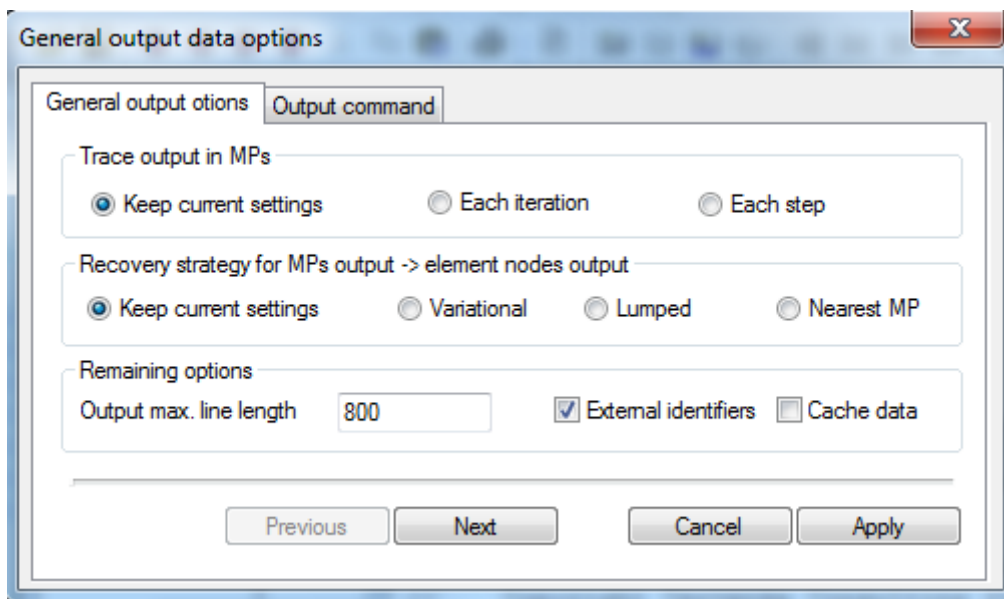 General output data options
General output otions Output command
Trace output in MPs
Keep current settings Each iteration Each step
Recovery strategy for MPs output -> element nodes output
Keep current settings Variational Lumped Nearest MP
Remaining options
Output max. line length 800 External identifiers Cache data
Previous Next Cancel Apply